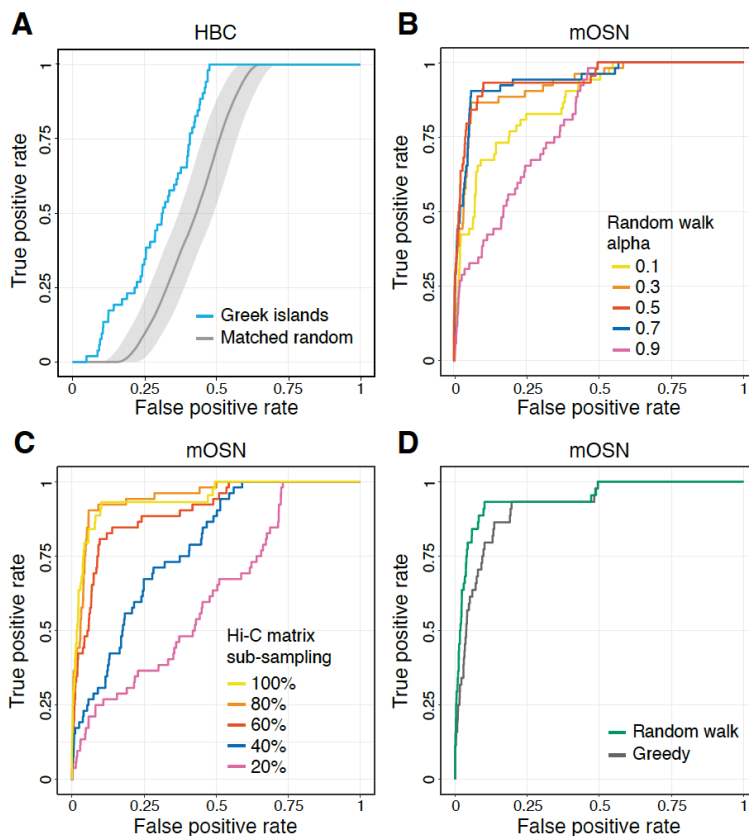 A
HBC
True positive rate
1
0.75
0.5
0.25
0
Greek islands
Matched random
0
0.25
0.5
0.75
1
False positive rate
B
mOSN
True positive rate
1
0.75
0.5
0.25
0
Random walk
alpha
0.1
0.3
0.5
0.7
0.9
0
0.25
0.5
0.75
1
False positive rate
C
mOSN
True positive rate
1
0.75
0.5
0.25
0
Hi-C matrix
sub-sampling
100%
80%
60%
40%
20%
0
0.25
0.5
0.75
1
False positive rate
D
mOSN
True positive rate
1
0.75
0.5
0.25
0
Random walk
Greedy
0
0.25
0.5
0.75
1
False positive rate